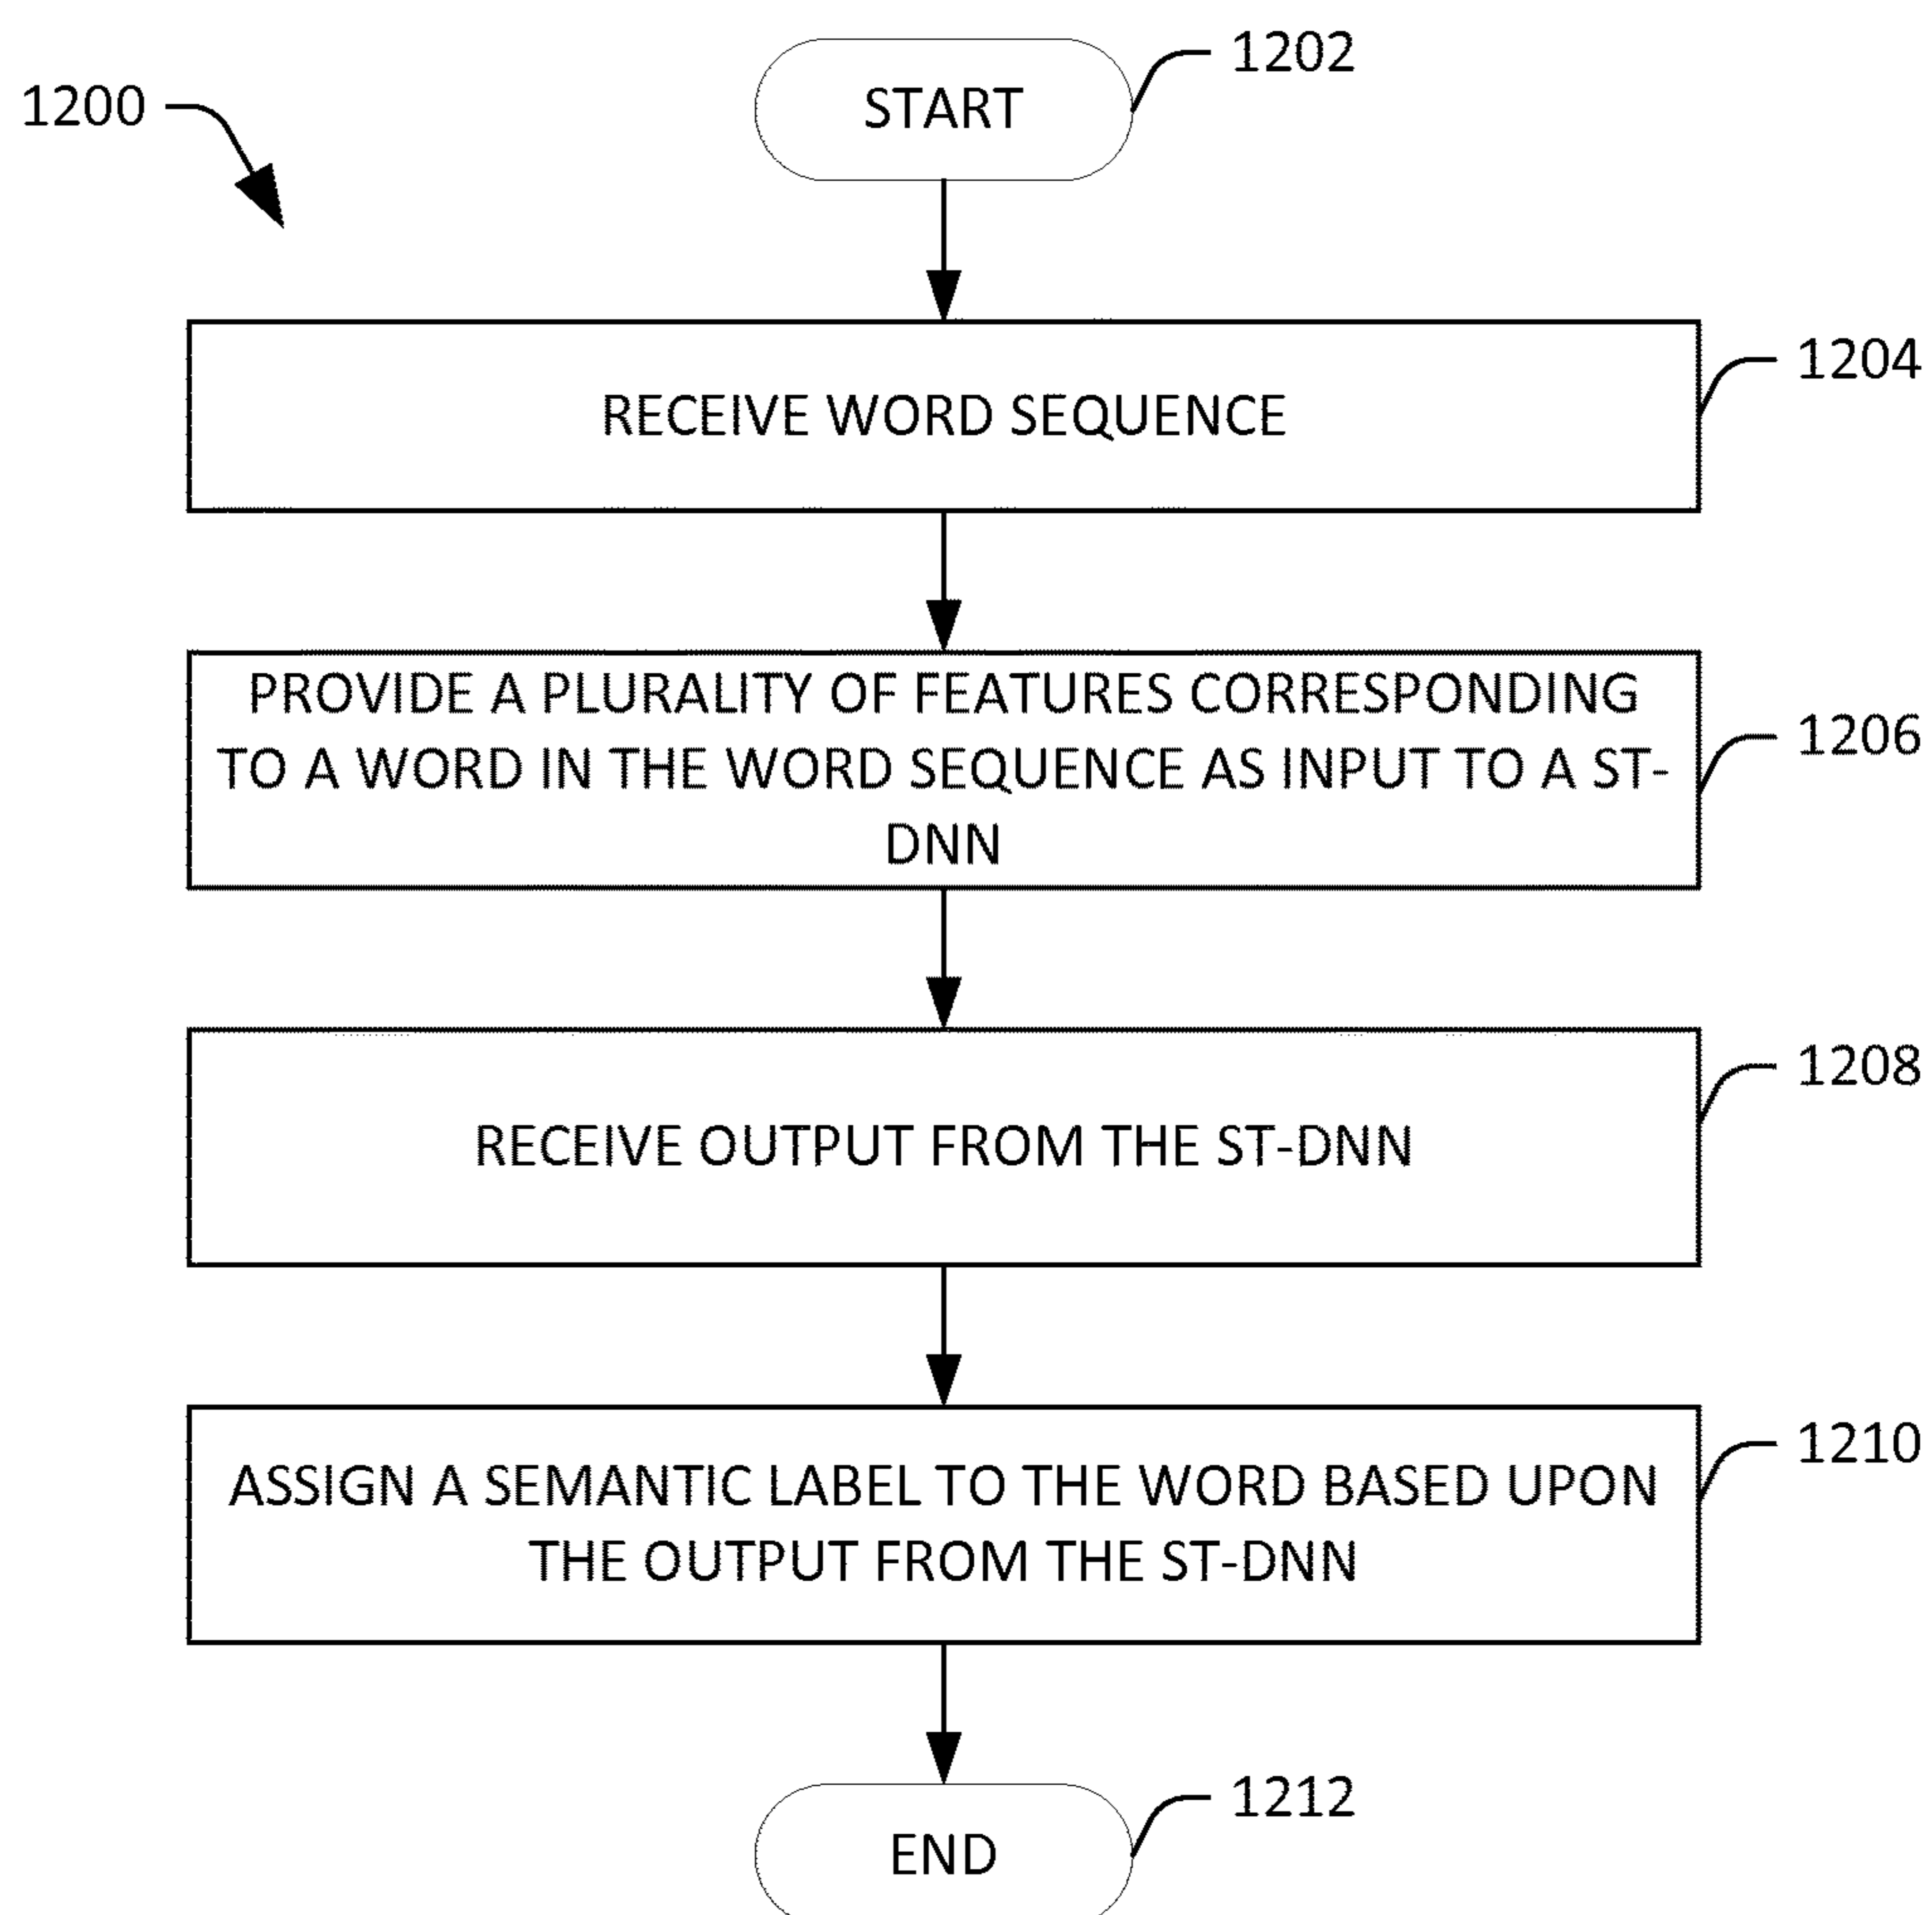 1202
START
1200
1204
RECEIVE WORD SEQUENCE
PROVIDE A PLURALITY OF FEATURES CORRESPONDING
1206
TO A WORD IN THE WORD SEQUENCE AS INPUT TO A ST-
DNN
1208
RECEIVE OUTPUT FROM THE ST-DNN
1210
ASSIGN A SEMANTIC LABEL TO THE WORD BASED UPON
THE OUTPUT FROM THE ST-DNN
1212
END